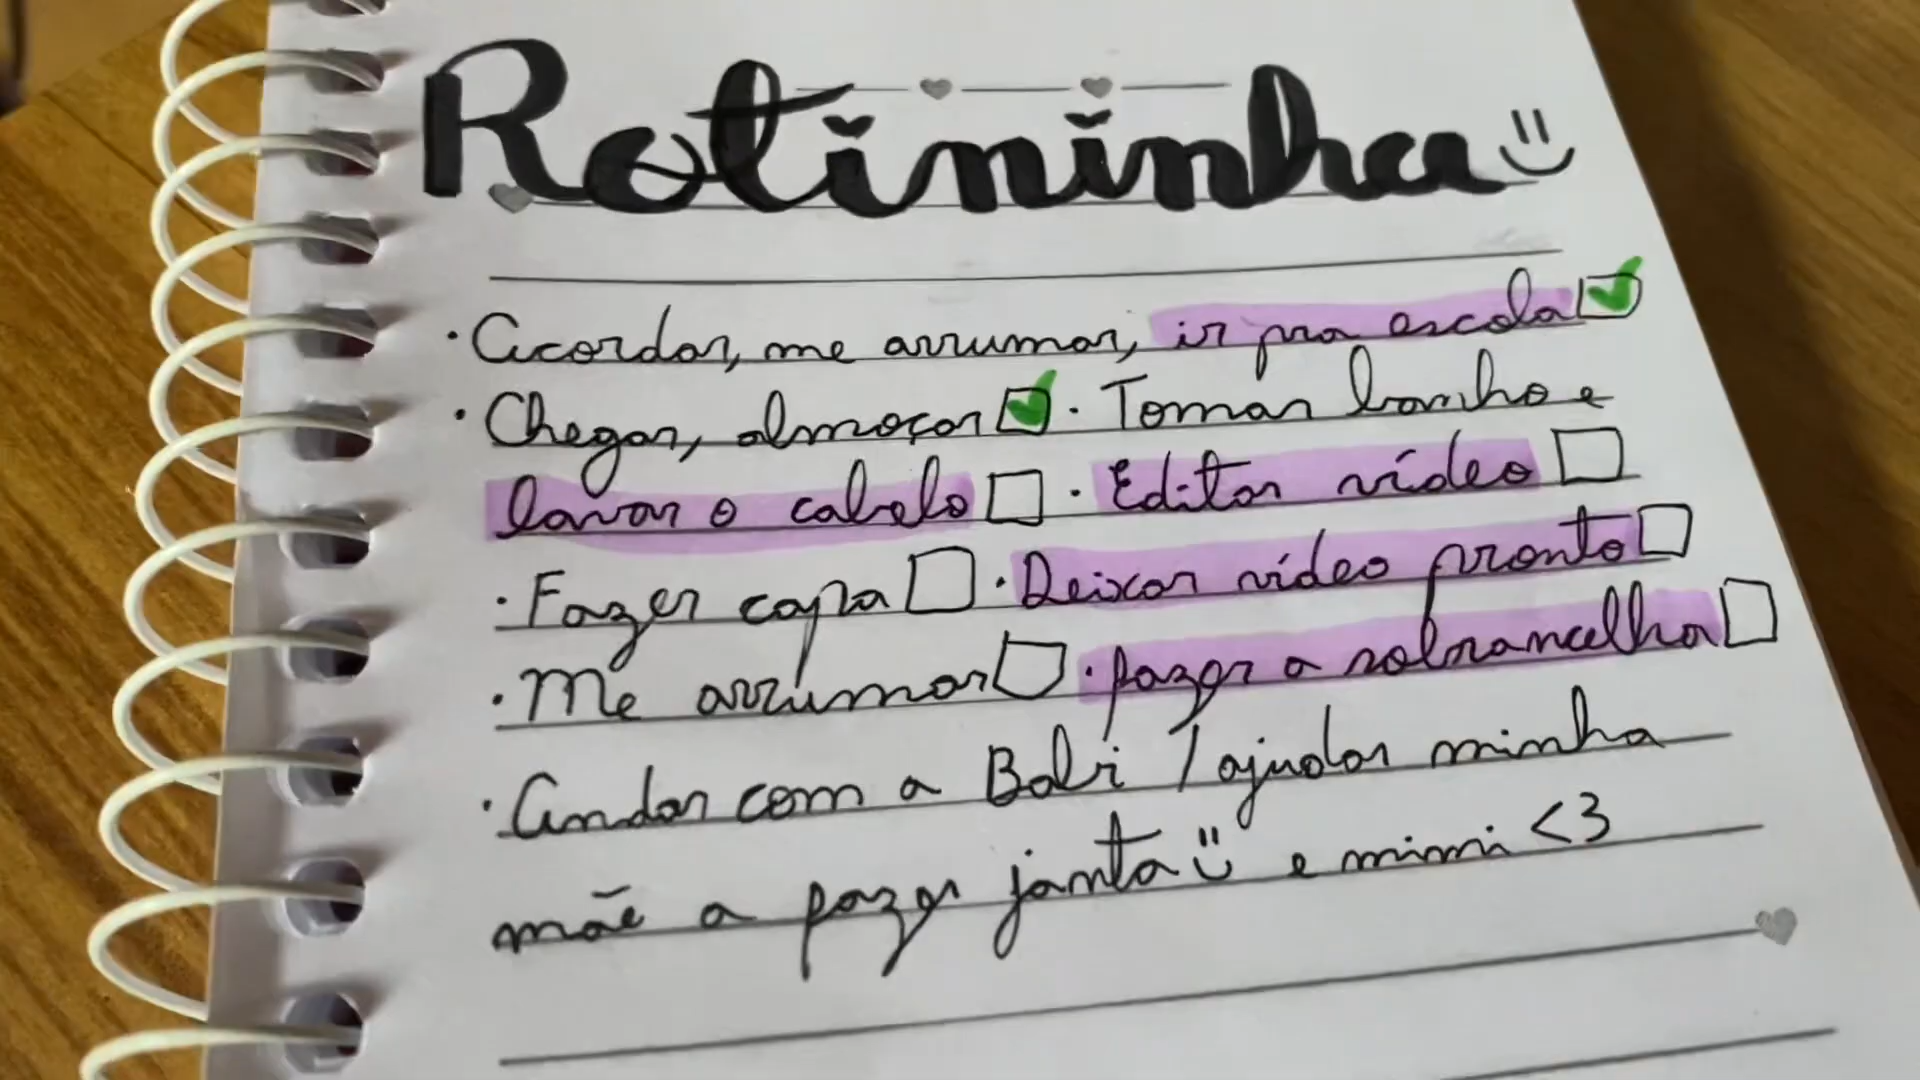 Rotininha
· Acordar, me arrumar, ir pra escola
· Chegar, almoçar · Tomar banho e
lavar o cabelo · Editar vídeo
· Fazer capa · Deixar vídeo pronto
· Me arrumar · fazer a sobrancelha
· Andar com a Babi / ajudar minha
mãe a fazer janta e mimi <3